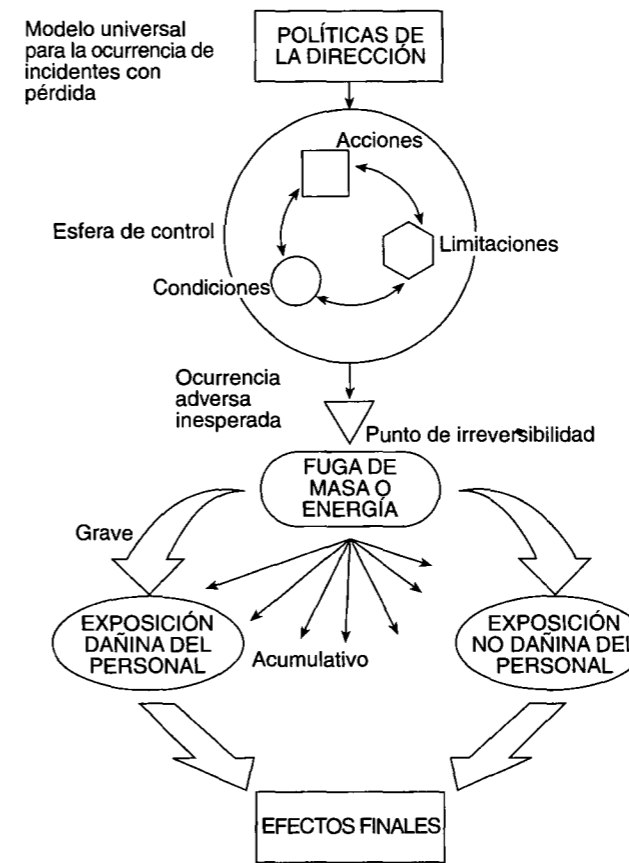 Modelo universal
para la ocurrencia de
incidentes con
pérdida
POLÍTICAS DE
LA DIRECCIÓN
Acciones
Esfera de control
Limitaciones
Condiciones
Ocurrencia
adversa
inesperada
Punto de irreversibilidad
FUGA DE
MASA O
ENERGÍA
Grave
EXPOSICIÓN
DAÑINA DEL
PERSONAL
Acumulativo
EXPOSICIÓN
NO DAÑINA DEL
PERSONAL
EFECTOS FINALES